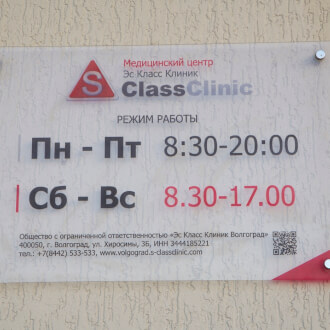 Медицинский центр
Эс Класс Клиник
S ClassClinic
РЕЖИМ РАБОТЫ
Пн - Пт 8:30-20:00
Сб - Вс 8.30-17.00
Общество с ограниченной ответственностью «Эс Класс Клиник Волгоград»
400050, г. Волгоград, ул. Хиросимы, 3Б, ИНН 3444185221
тел.: +7(8442) 533-533, www.volgograd.s-classclinic.com